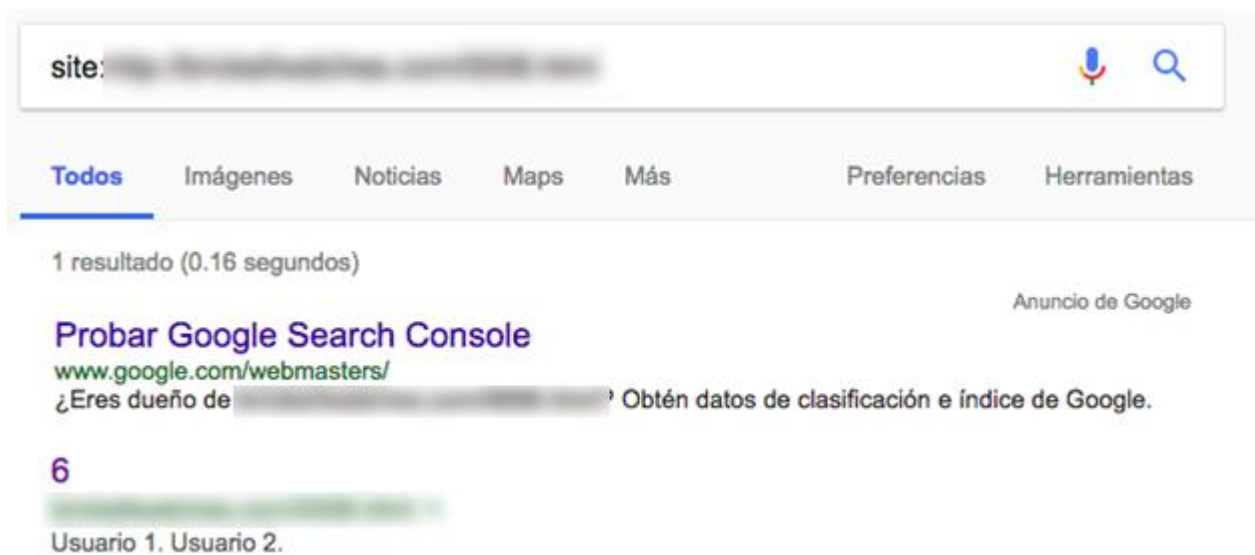 site:
Todos Imágenes Noticias Maps Más Preferencias Herramientas
1 resultado (0.16 segundos)
Anuncio de Google
Probar Google Search Console
www.google.com/webmasters/
¿Eres dueño de ? Obtén datos de clasificación e índice de Google.
6
Usuario 1. Usuario 2.